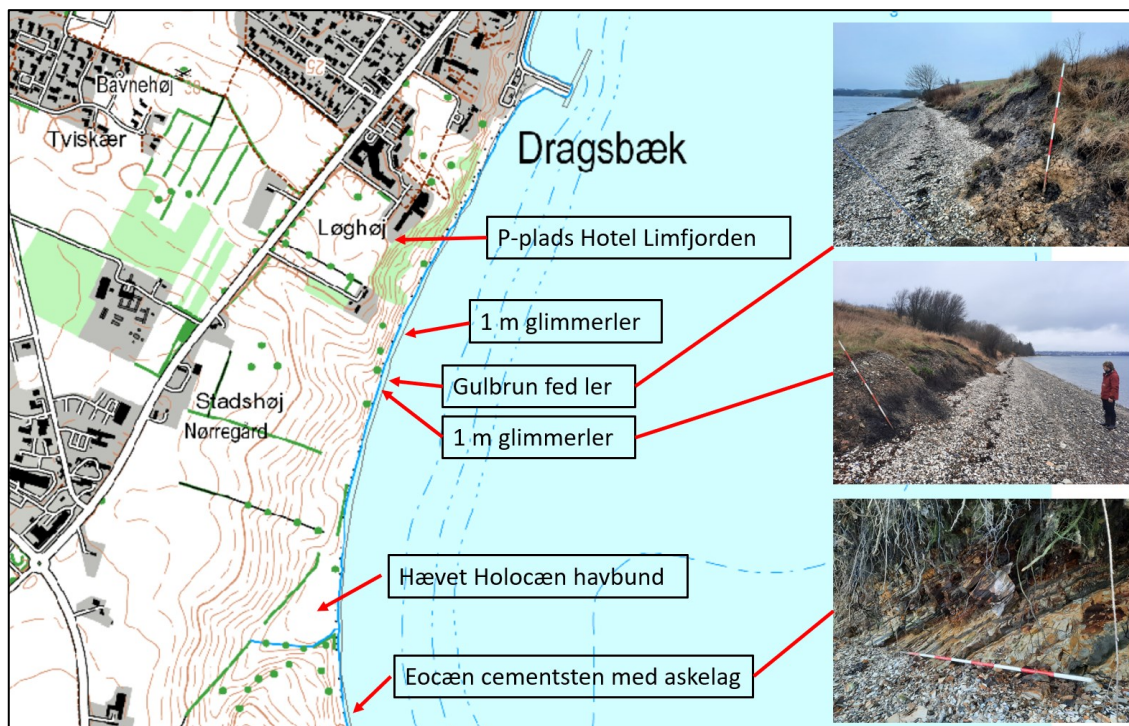 25
Bavnehøj
Tviskær
Dragsbæk
Løghøj
P-plads Hotel Limfjorden
1 m glimmerler
Gulbrun fed ler
1 m glimmerler
Stadshøj
Nørregård
Hævet Holocæn havbund
Eocæn cementsten med askelag